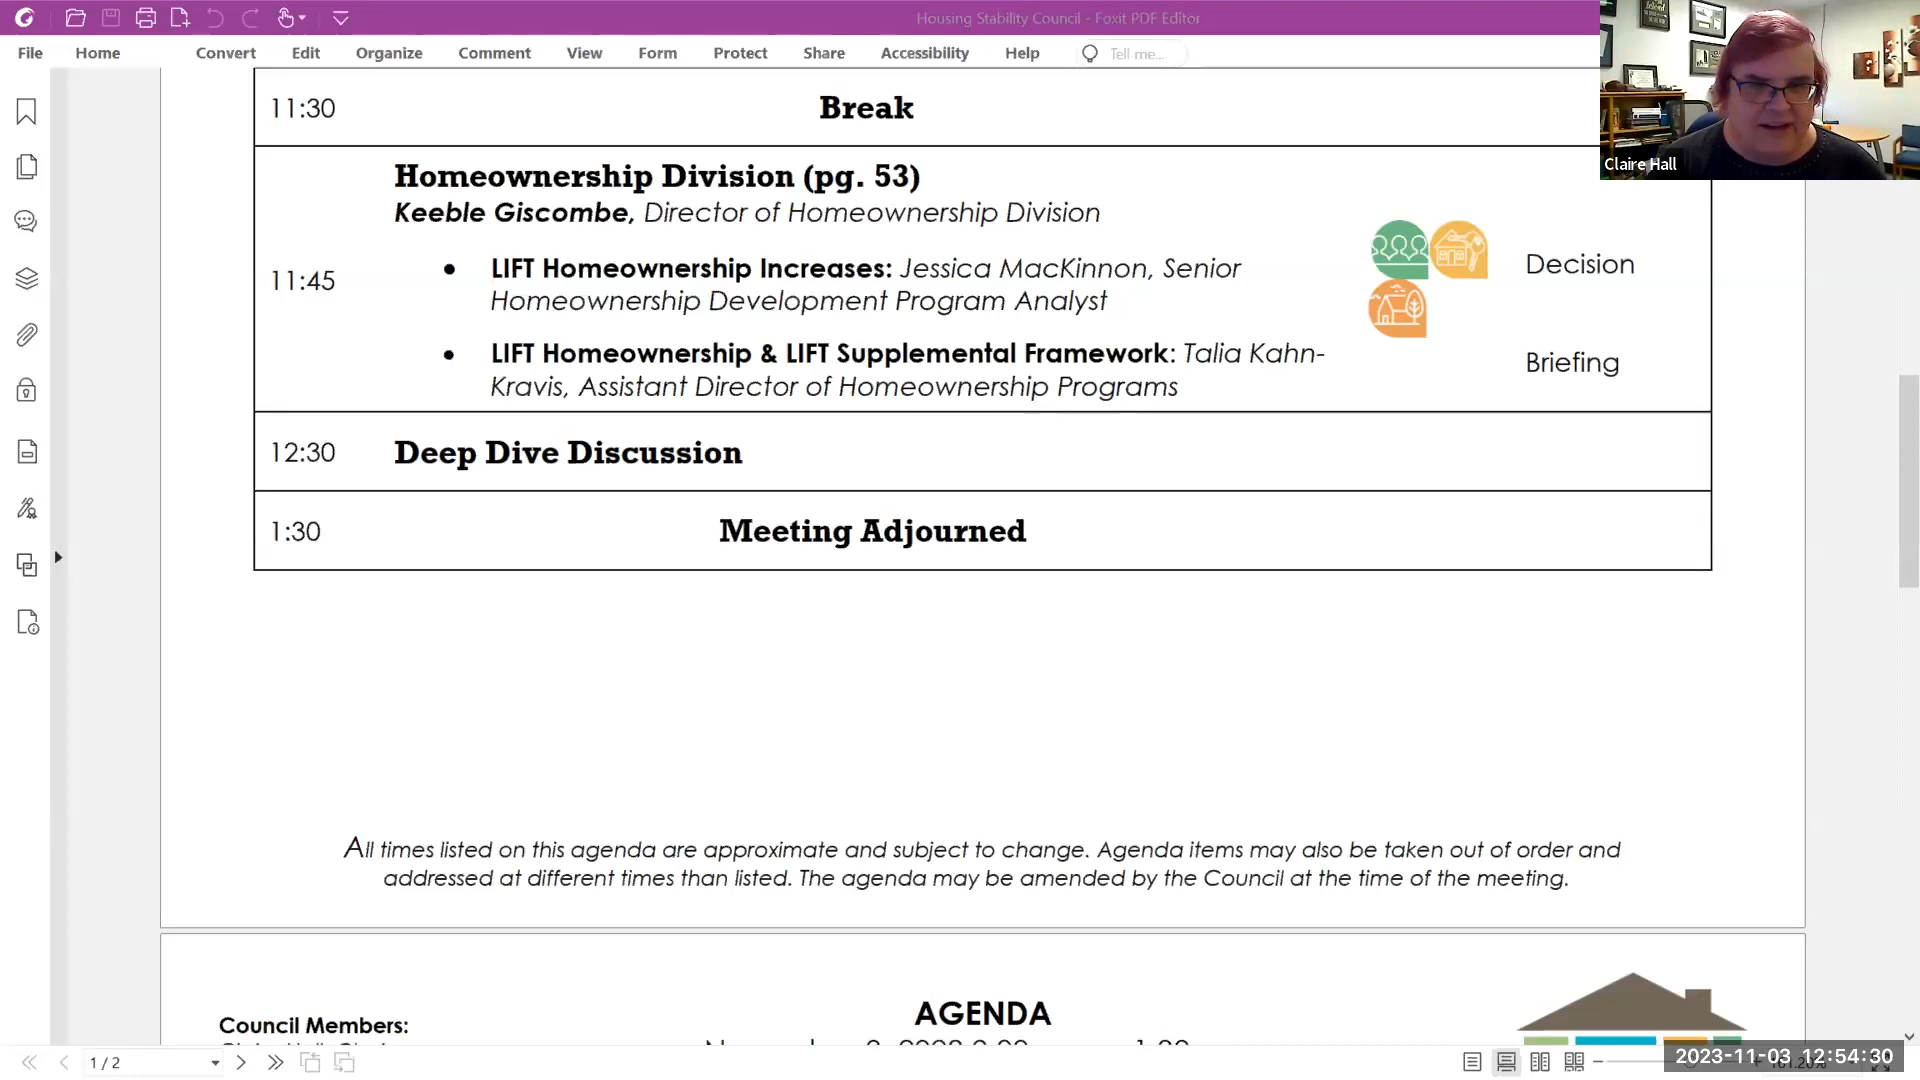 Housing Stability Council - Foxit PDF Editor
File Home Convert Edit Organize Comment View Form Protect Share Accessibility Help Tell me...
Claire Hall
11:30 Break
Homeownership Division (pg. 53)
Keeble Giscombe, Director of Homeownership Division
11:45
• LIFT Homeownership Increases: Jessica MacKinnon, Senior
Homeownership Development Program Analyst
Decision
• LIFT Homeownership & LIFT Supplemental Framework: Talia Kahn-
Kravis, Assistant Director of Homeownership Programs
Briefing
12:30 Deep Dive Discussion
1:30 Meeting Adjourned
All times listed on this agenda are approximate and subject to change. Agenda items may also be taken out of order and
addressed at different times than listed. The agenda may be amended by the Council at the time of the meeting.
AGENDA
Council Members:
1 / 2
2023-11-03 12:54:30